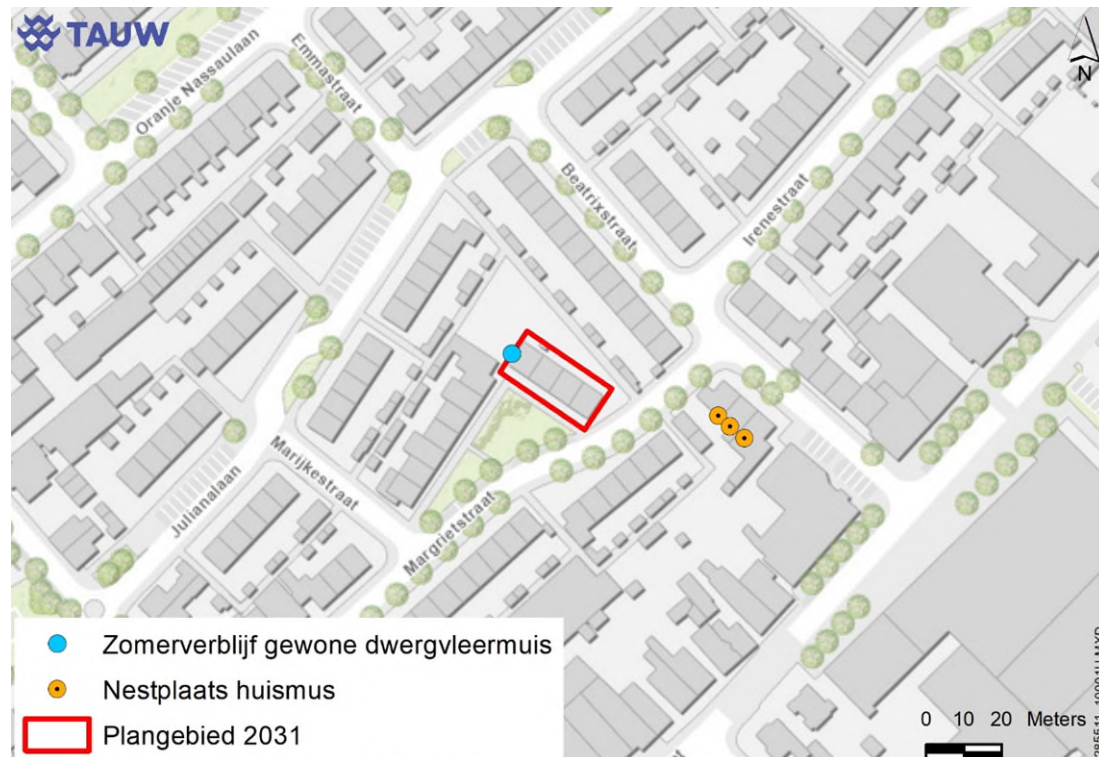 TAUW
Oranje Nassaulaan
Emmastraat
Beatrixstraat
Irenestraat
N
Marijkestraat
Julianalaan
Margrietstraat
Zomerverblijf gewone dwergvleermuis
Nestplaats huismus
Plangebied 2031
0 10 20 Meters